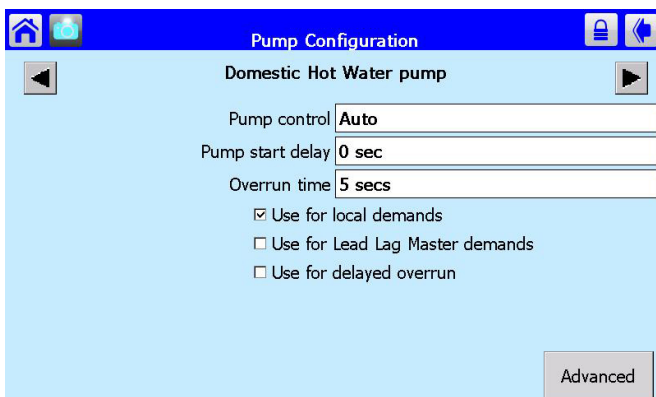 Pump Configuration
Domestic Hot Water pump
Pump control Auto
Pump start delay 0 sec
Overrun time 5 secs
Use for local demands
Use for Lead Lag Master demands
Use for delayed overrun
Advanced